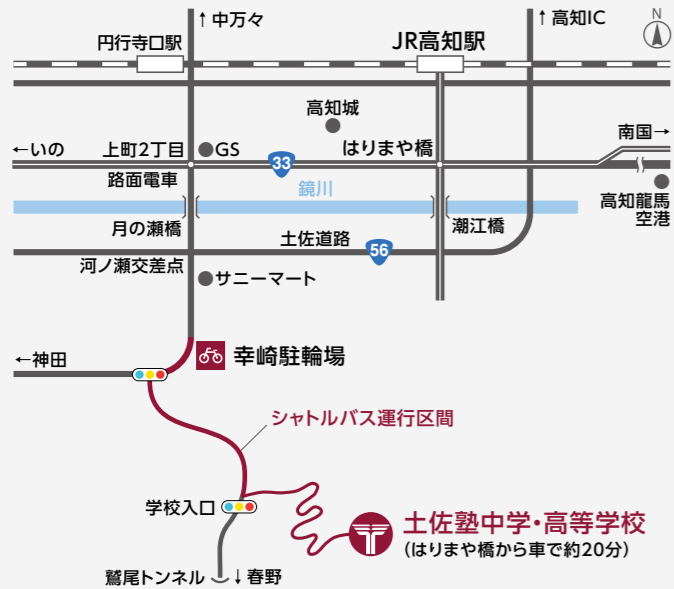 ↑中万々
↑高知IC
N
円行寺口駅
JR高知駅
高知城
南国→
←いの
上町2丁目
GS
33
はりまや橋
路面電車
鏡川
高知龍馬
空港
月の瀬橋
潮江橋
土佐道路
56
河ノ瀬交差点
サニーマート
幸崎駐輪場
←神田
シャトルバス運行区間
学校入口
土佐塾中学・高等学校
(はりまや橋から車で約20分)
鷲尾トンネル
↓春野